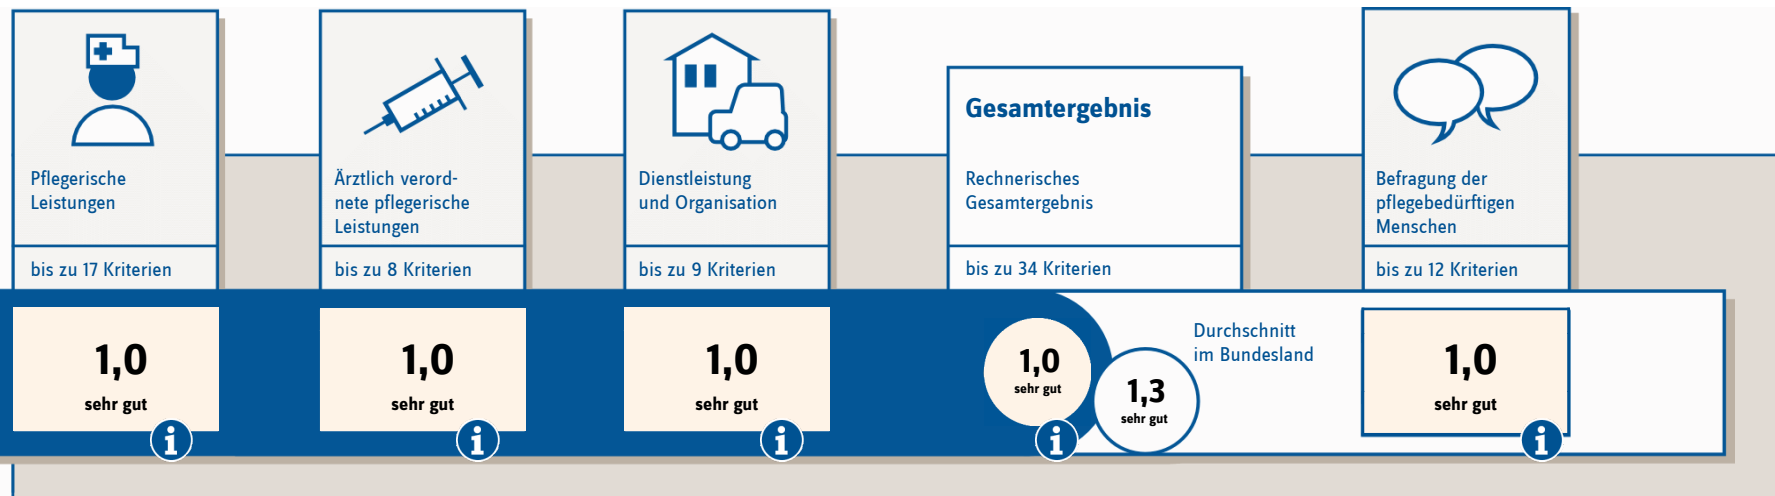 Pflegerische
Leistungen
bis zu 17 Kriterien
1,0
sehr gut
i
Ärztlich verord-
nete pflegerische
Leistungen
bis zu 8 Kriterien
1,0
sehr gut
i
Dienstleistung
und Organisation
bis zu 9 Kriterien
1,0
sehr gut
i
Gesamtergebnis
Rechnerisches
Gesamtergebnis
bis zu 34 Kriterien
1,0
sehr gut
i
1,3
sehr gut
Durchschnitt
im Bundesland
Befragung der
pflegebedürftigen
Menschen
bis zu 12 Kriterien
1,0
sehr gut
i